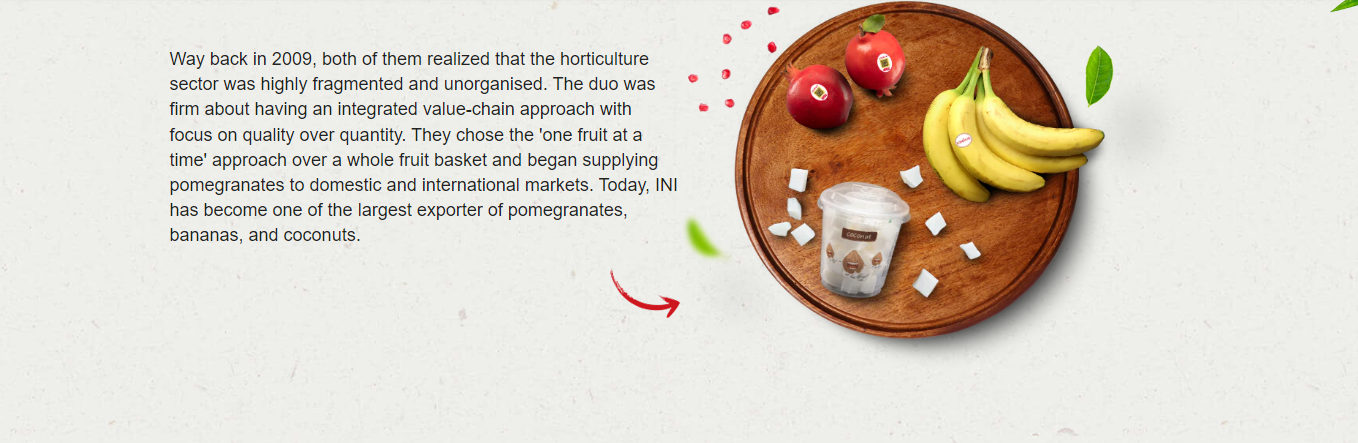 Way back in 2009, both of them realized that the horticulture
sector was highly fragmented and unorganised. The duo was
firm about having an integrated value-chain approach with
focus on quality over quantity. They chose the 'one fruit at a
time' approach over a whole fruit basket and began supplying
pomegranates to domestic and international markets. Today, INI
has become one of the largest exporter of pomegranates,
bananas, and coconuts.
coconut